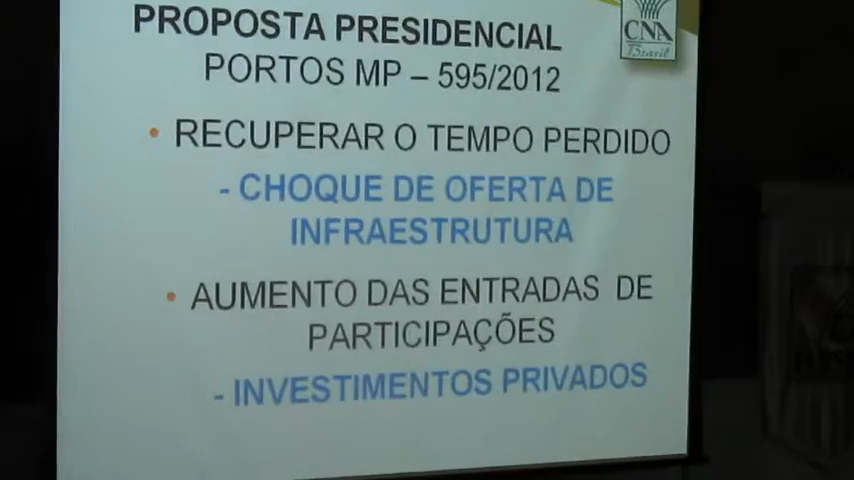 PROPOSTA PRESIDENCIAL
CNA
Brasil
PORTOS MP – 595/2012
• RECUPERAR O TEMPO PERDIDO
- CHOQUE DE OFERTA DE
INFRAESTRUTURA
• AUMENTO DAS ENTRADAS DE
PARTICIPAÇÕES
- INVESTIMENTOS PRIVADOS